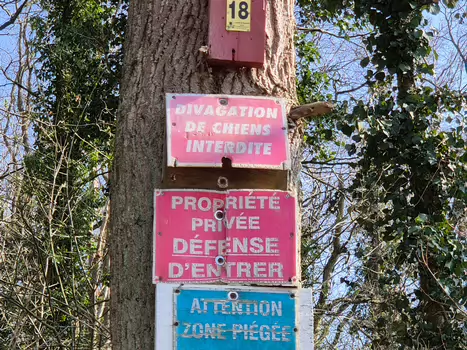 18
DIVAGATION
DE CHIENS
INTERDITE
PROPRIÉTÉ
PRIVÉE
DÉFENSE
D'ENTRER
ATTENTION
ZONE PIÉGÉE